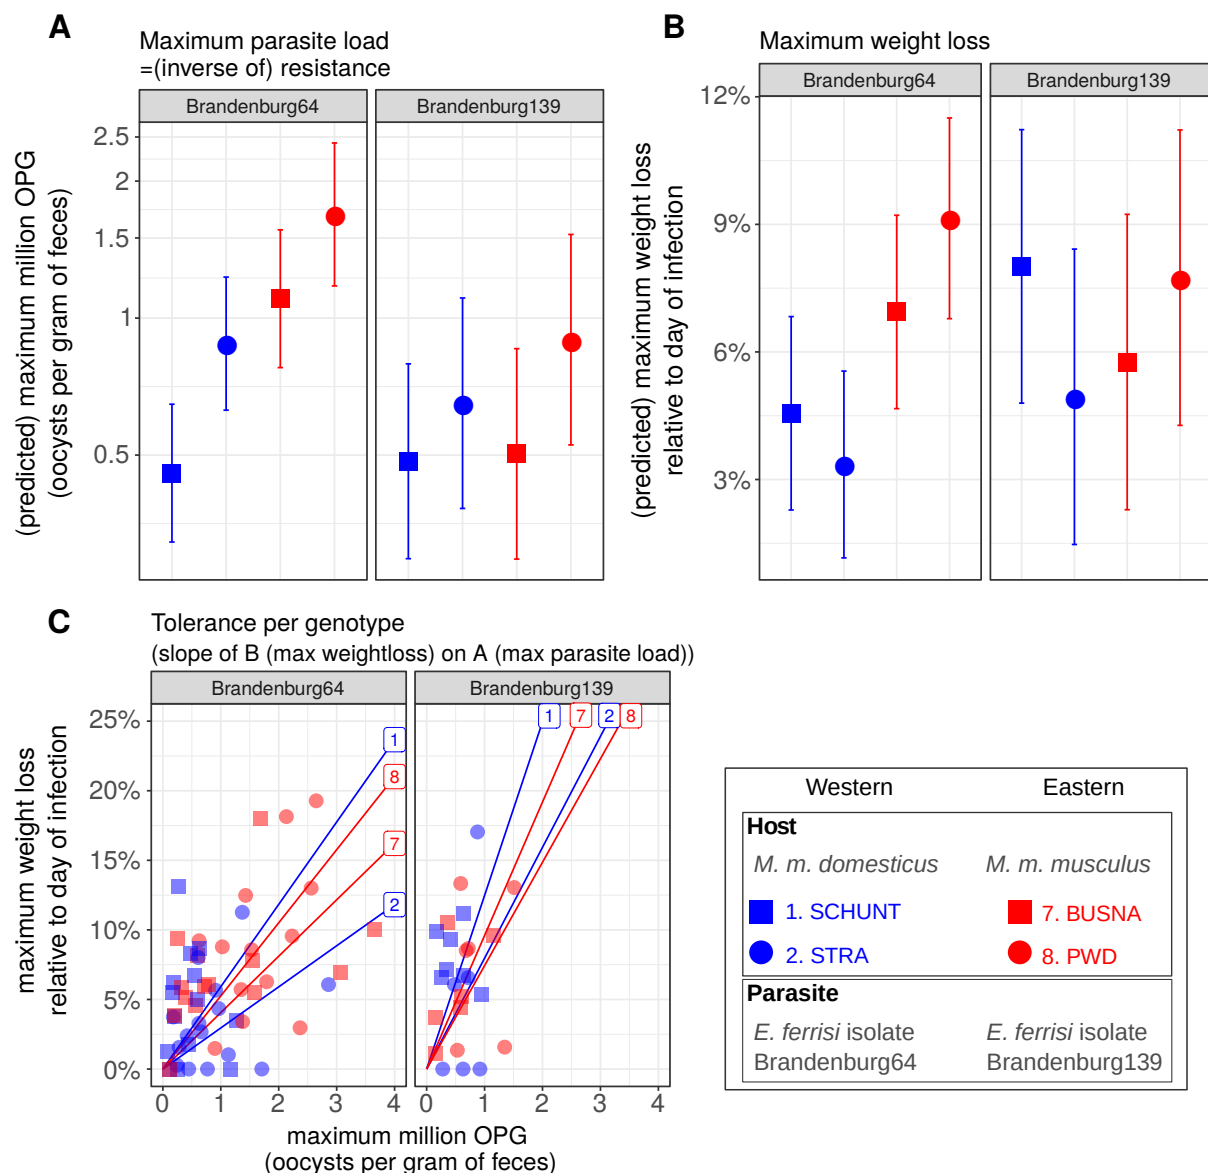 A
Maximum parasite load
=(inverse of) resistance
Brandenburg64
Brandenburg139
2.5
2
1.5
1
0.5
(predicted) maximum million OPG
(oocysts per gram of feces)
B
Maximum weight loss
Brandenburg64
Brandenburg139
12%
9%
6%
3%
(predicted) maximum weight loss
relative to day of infection
C
Tolerance per genotype
(slope of B (max weightloss) on A (max parasite load))
Brandenburg64
Brandenburg139
25%
20%
15%
10%
5%
0%
maximum weight loss
relative to day of infection
1
8
7
2
1
7
2
8
0 1 2 3 4
0 1 2 3 4
maximum million OPG
(oocysts per gram of feces)
Western Eastern
Host
M. m. domesticus M. m. musculus
1. SCHUNT 7. BUSNA
2. STRA 8. PWD
Parasite
E. ferrisi isolate E. ferrisi isolate
Brandenburg64 Brandenburg139